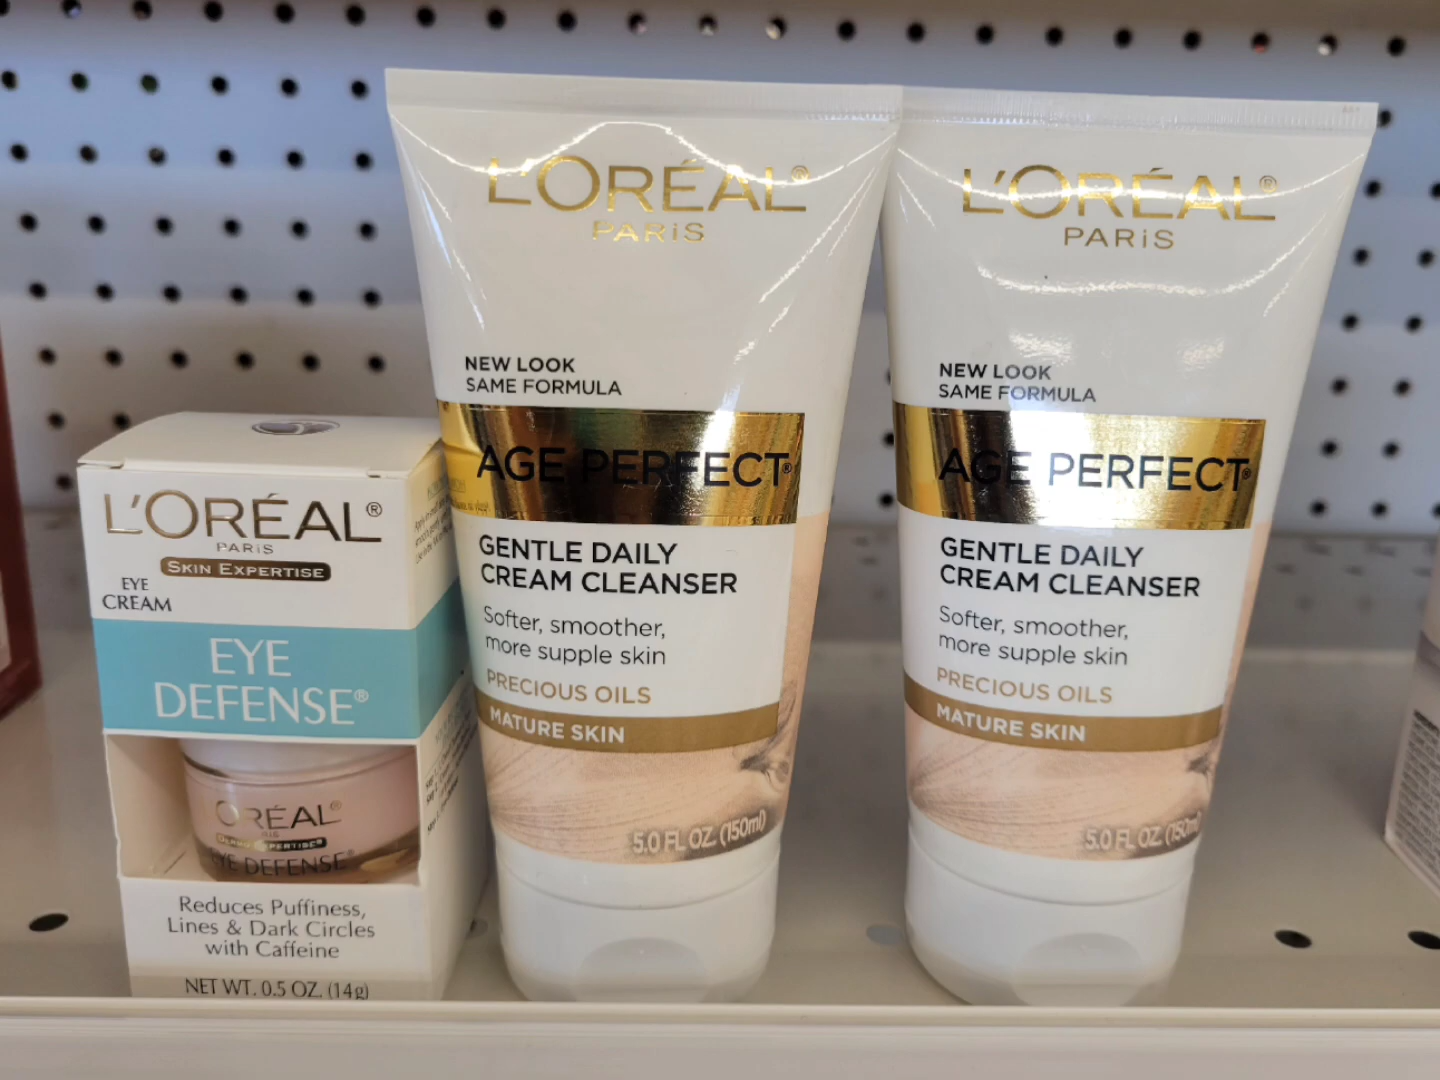 L'ORÉAL®
PARiS
SKIN EXPERTISE
EYE
CREAM
EYE
DEFENSE®
ORÉAL®
EYE DEFENSE®
Reduces Puffiness,
Lines & Dark Circles
with Caffeine
NET WT. 0.5 OZ. (14g)
L'ORÉAL®
PARiS
NEW LOOK
SAME FORMULA
AGE PERFECT®
GENTLE DAILY
CREAM CLEANSER
Softer, smoother,
more supple skin
PRECIOUS OILS
MATURE SKIN
5.0 FL OZ. (150ml)
L'ORÉAL®
PARiS
NEW LOOK
SAME FORMULA
AGE PERFECT®
GENTLE DAILY
CREAM CLEANSER
Softer, smoother,
more supple skin
PRECIOUS OILS
MATURE SKIN
5.0 FL OZ. (150ml)